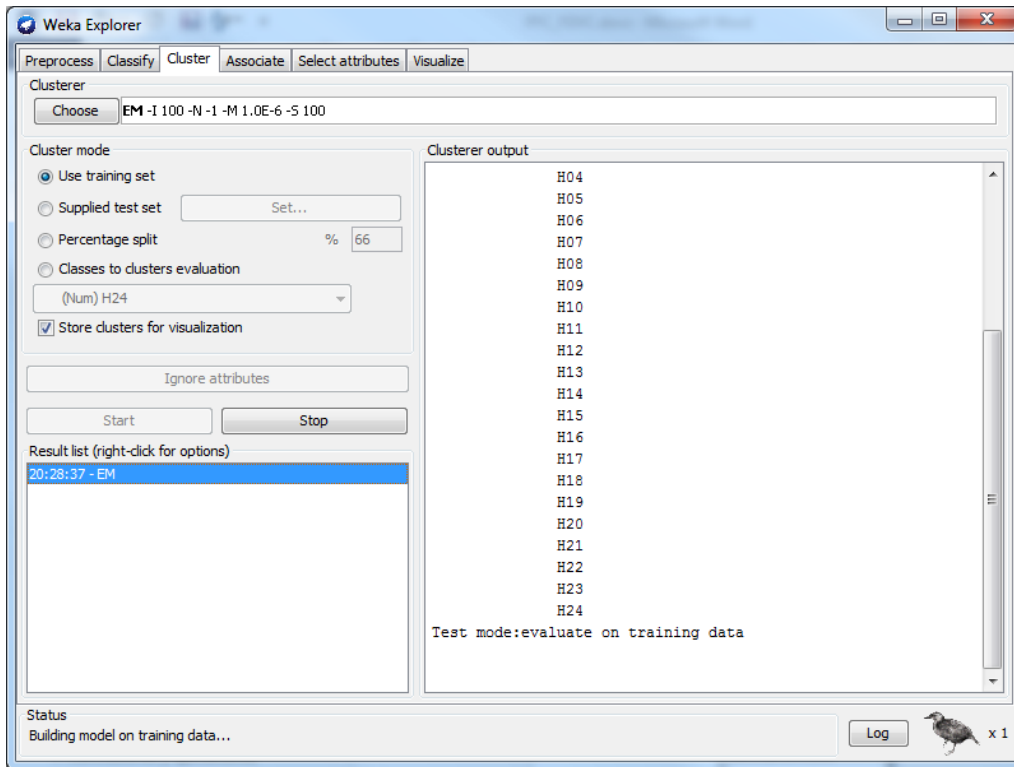 Weka Explorer
Preprocess Classify Cluster Associate Select attributes Visualize
Clusterer
Choose EM -I 100 -N -1 -M 1.0E-6 -S 100
Cluster mode
Use training set
Supplied test set Set...
Percentage split % 66
Classes to clusters evaluation
(Num) H24
Store clusters for visualization
Ignore attributes
Start Stop
Result list (right-click for options)
20:28:37 - EM
Clusterer output
H04
H05
H06
H07
H08
H09
H10
H11
H12
H13
H14
H15
H16
H17
H18
H19
H20
H21
H22
H23
H24
Test mode:evaluate on training data
Status
Building model on training data...
Log x 1